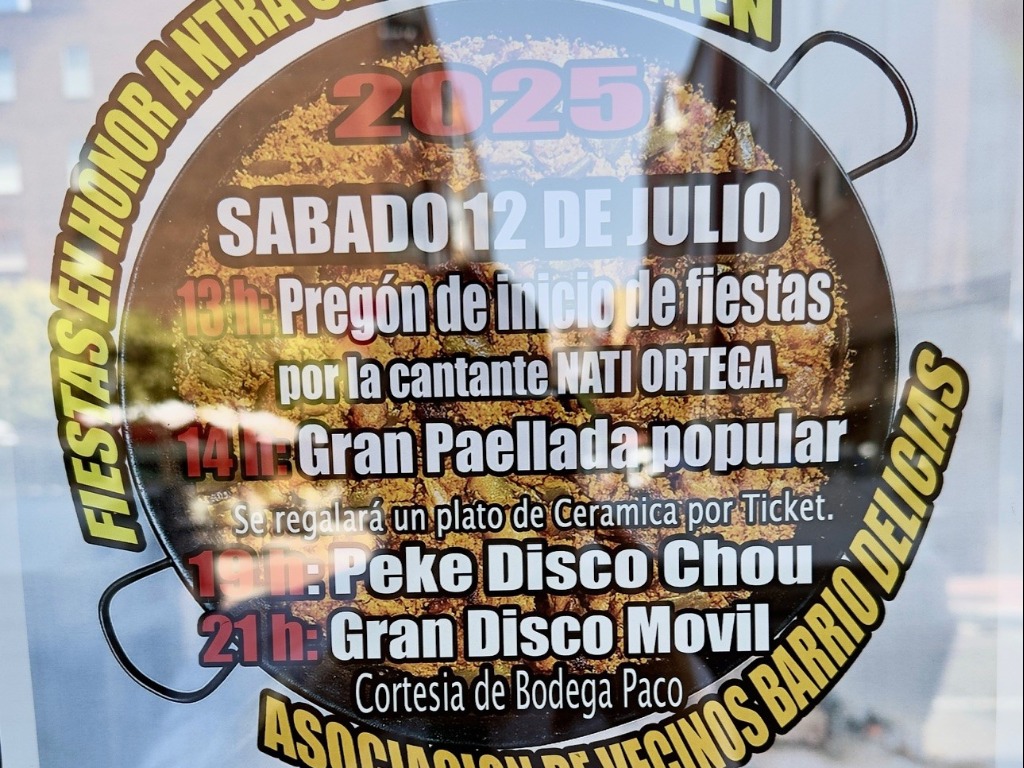 FIESTAS EN HONOR A NTRA
2025
SABADO 12 DE JULIO
13 h: Pregón de inicio de fiestas
por la cantante NATI ORTEGA.
14 h: Gran Paellada popular
Se regalará un plato de Ceramica por Ticket.
19 h: Peke Disco Chou
21 h: Gran Disco Movil
Cortesia de Bodega Paco
ASOCIACION DE VECINOS BARRIO DELICIAS